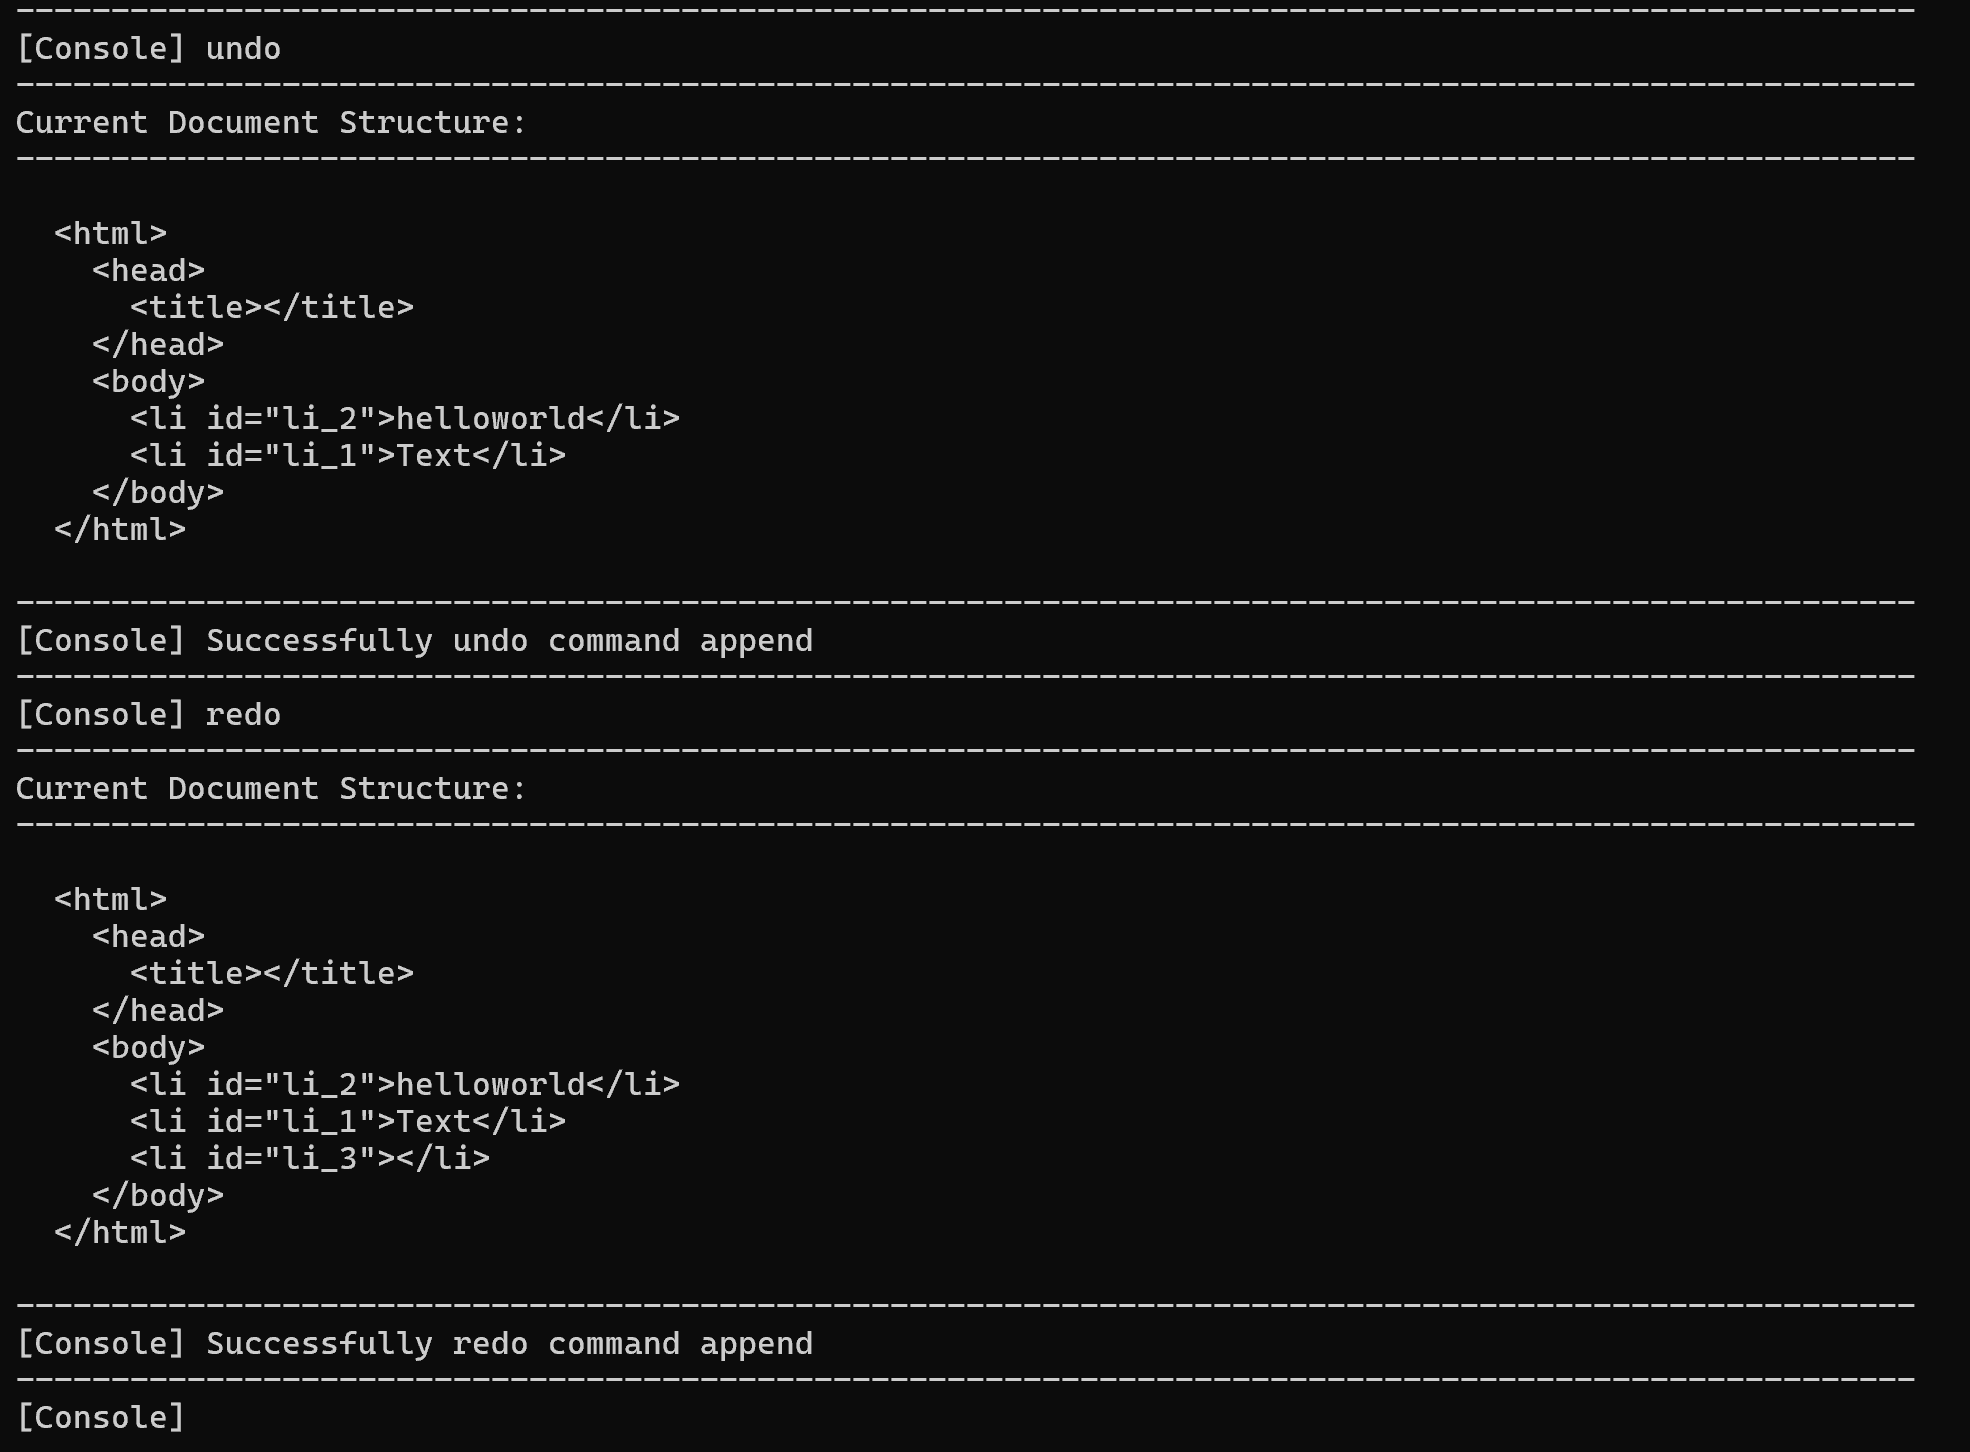 ----------------------------------------------------------------------------------------------------
[Console] undo
----------------------------------------------------------------------------------------------------
Current Document Structure:
----------------------------------------------------------------------------------------------------
  <html>
    <head>
      <title></title>
    </head>
    <body>
      <li id="li_2">helloworld</li>
      <li id="li_1">Text</li>
    </body>
  </html>
----------------------------------------------------------------------------------------------------
[Console] Successfully undo command append
----------------------------------------------------------------------------------------------------
[Console] redo
----------------------------------------------------------------------------------------------------
Current Document Structure:
----------------------------------------------------------------------------------------------------
  <html>
    <head>
      <title></title>
    </head>
    <body>
      <li id="li_2">helloworld</li>
      <li id="li_1">Text</li>
      <li id="li_3"></li>
    </body>
  </html>
----------------------------------------------------------------------------------------------------
[Console] Successfully redo command append
----------------------------------------------------------------------------------------------------
[Console]